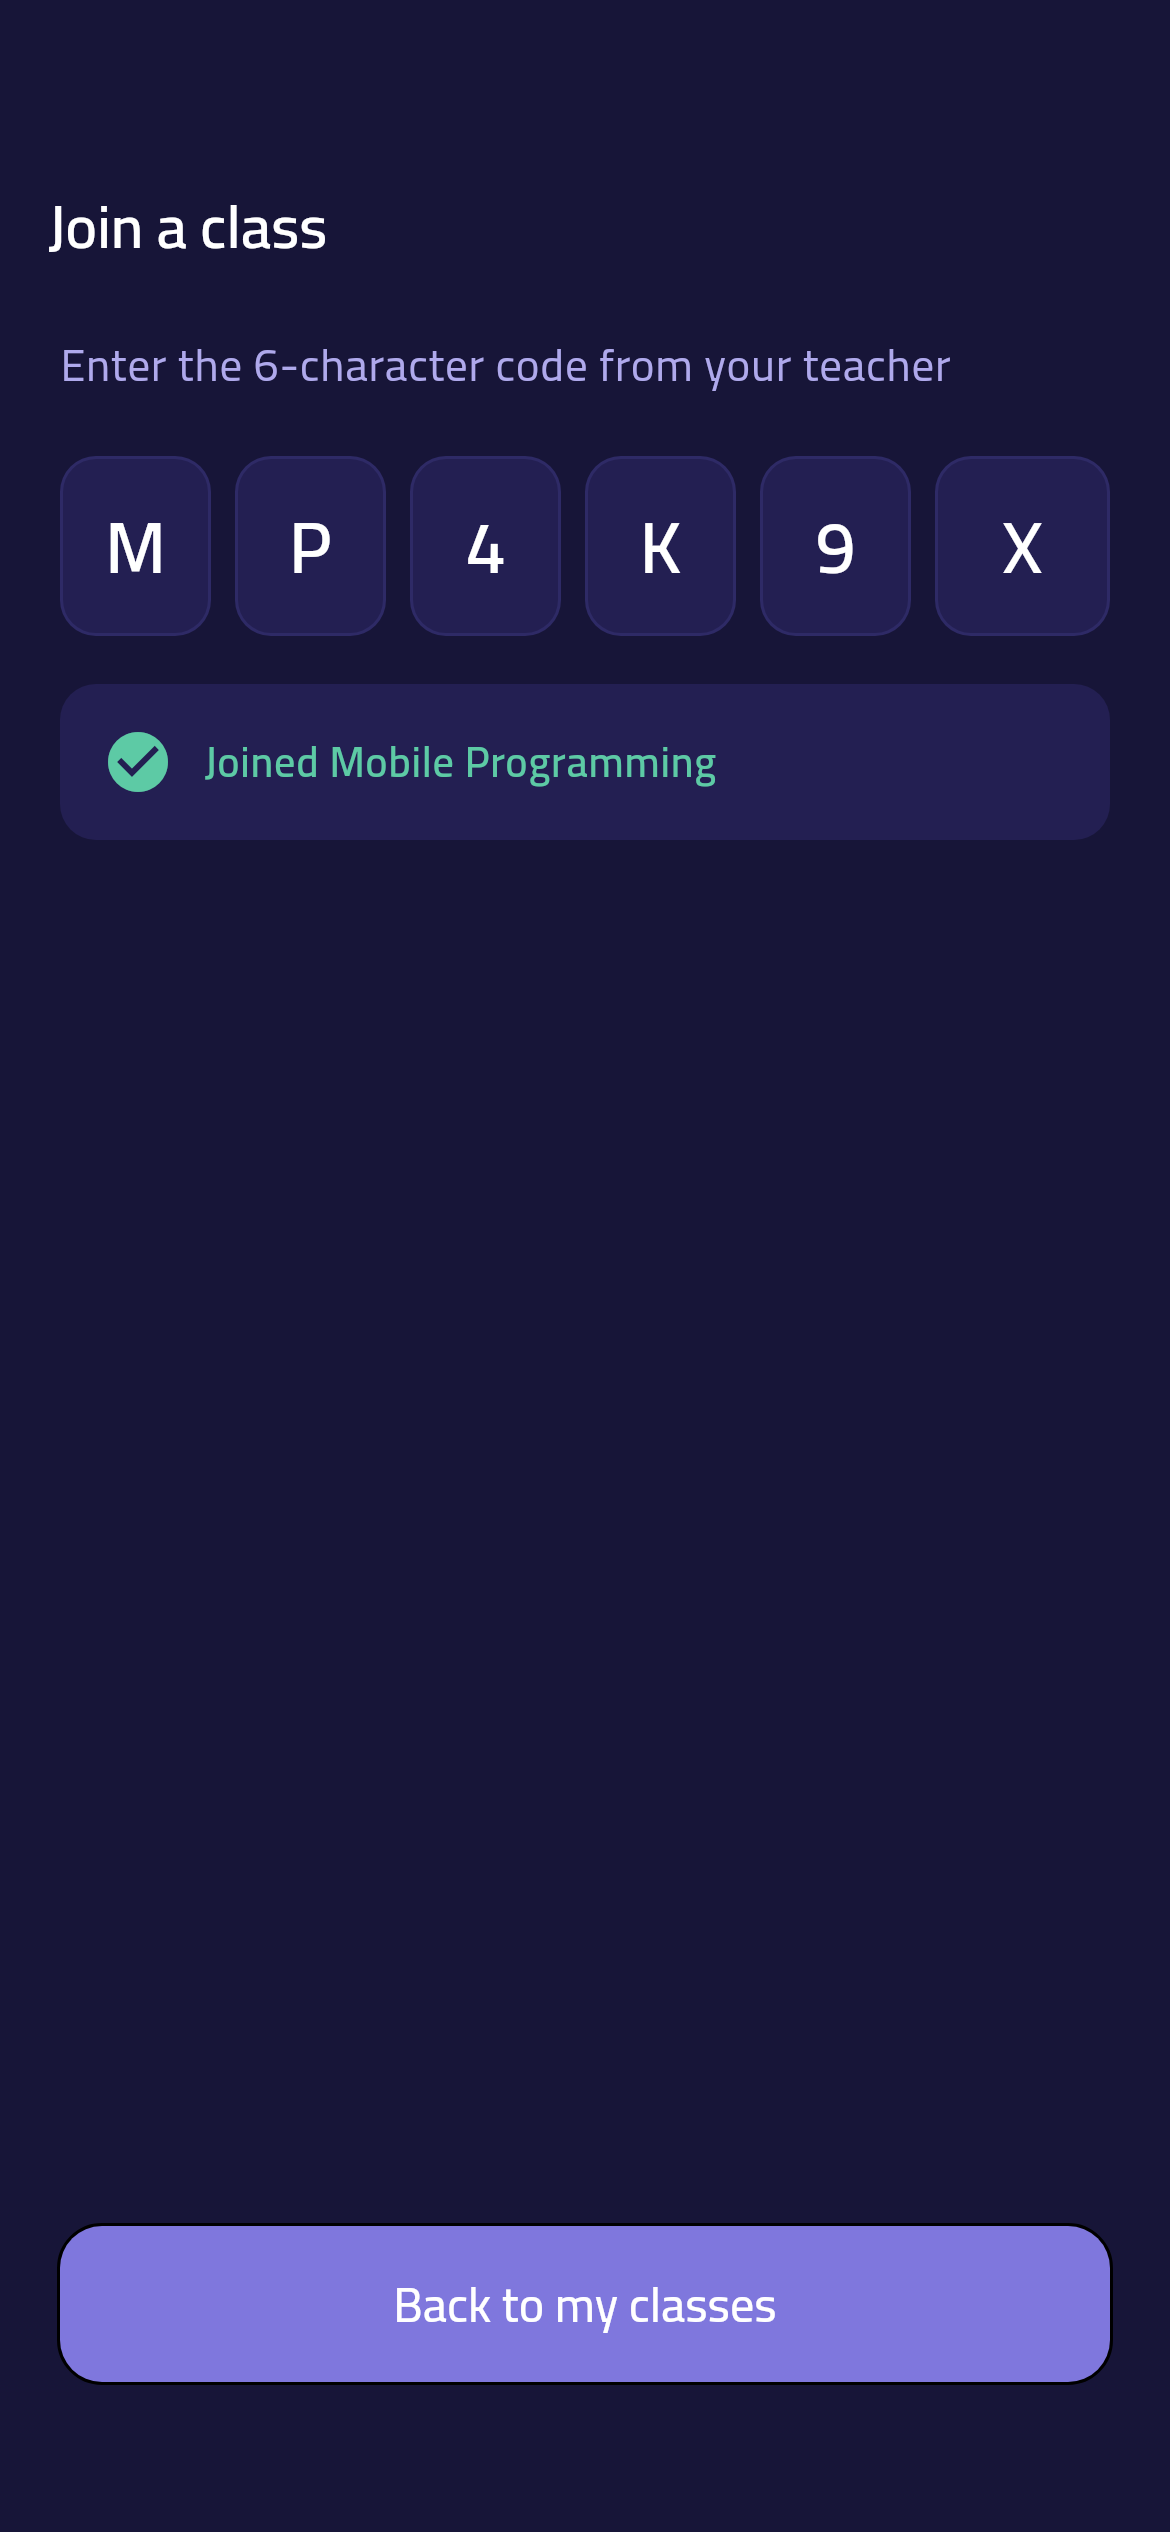 Join a class
Enter the 6-character code from your teacher
M P 4 K 9 X
Joined Mobile Programming
Back to my classes